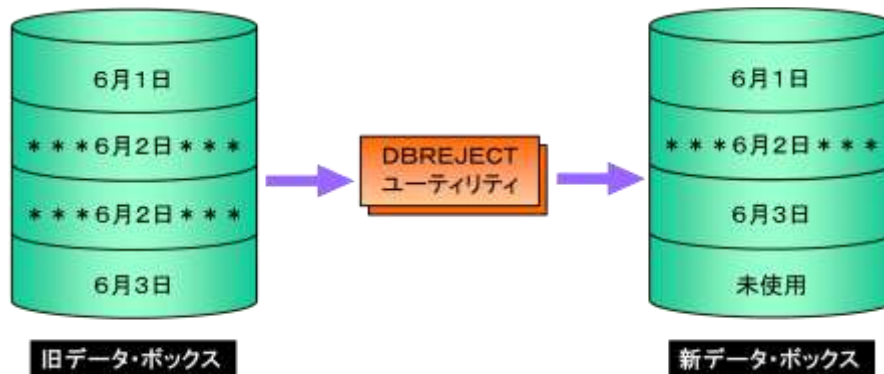 6月1日
＊＊＊6月2日＊＊＊
＊＊＊6月2日＊＊＊
6月3日
旧データ・ボックス
DBREJECT
ユーティリティ
6月1日
＊＊＊6月2日＊＊＊
6月3日
未使用
新データ・ボックス